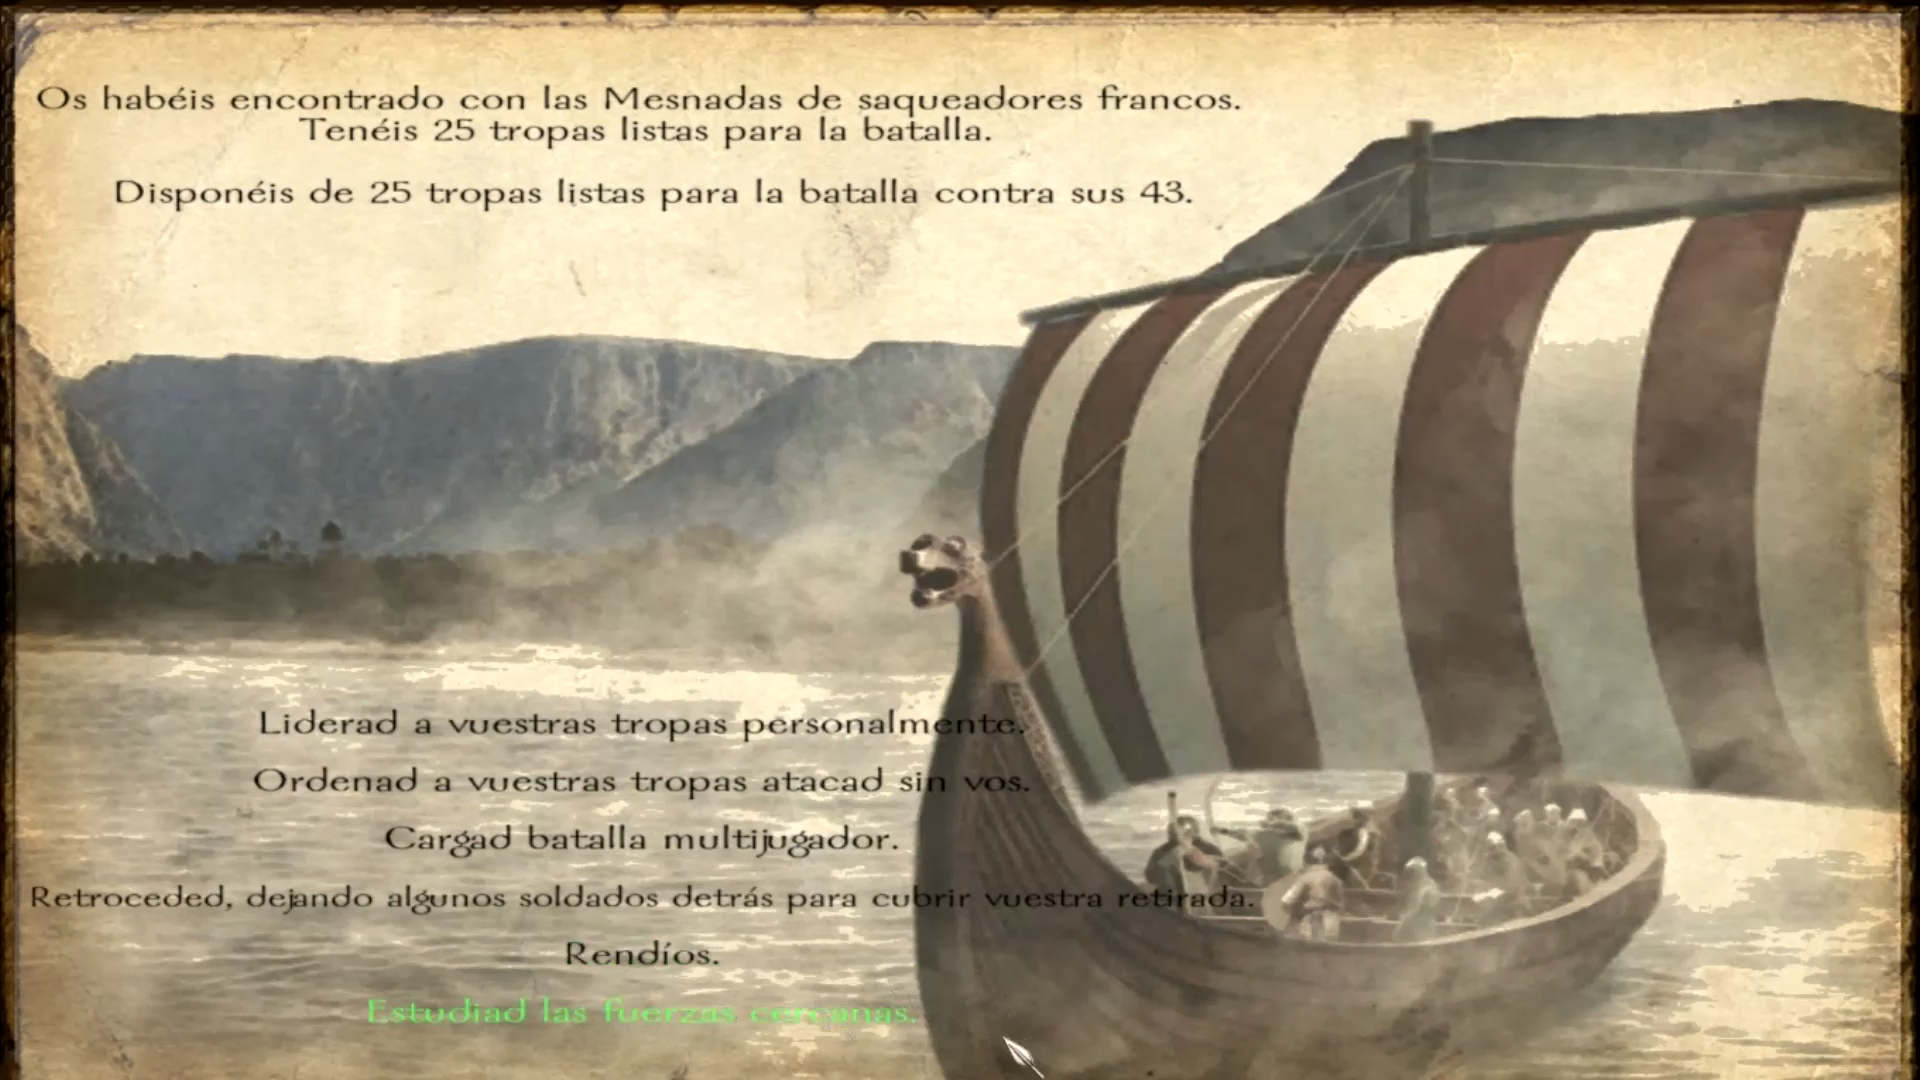 Os habéis encontrado con las Mesnadas de saqueadores francos.
Tenéis 25 tropas listas para la batalla.
Disponéis de 25 tropas listas para la batalla contra sus 43.
Liderad a vuestras tropas personalmente.
Ordenad a vuestras tropas atacad sin vos.
Cargad batalla multijugador.
Retroceded, dejando algunos soldados detrás para cubrir vuestra retirada.
Rendíos.
Estudiad las fuerzas cercanas.